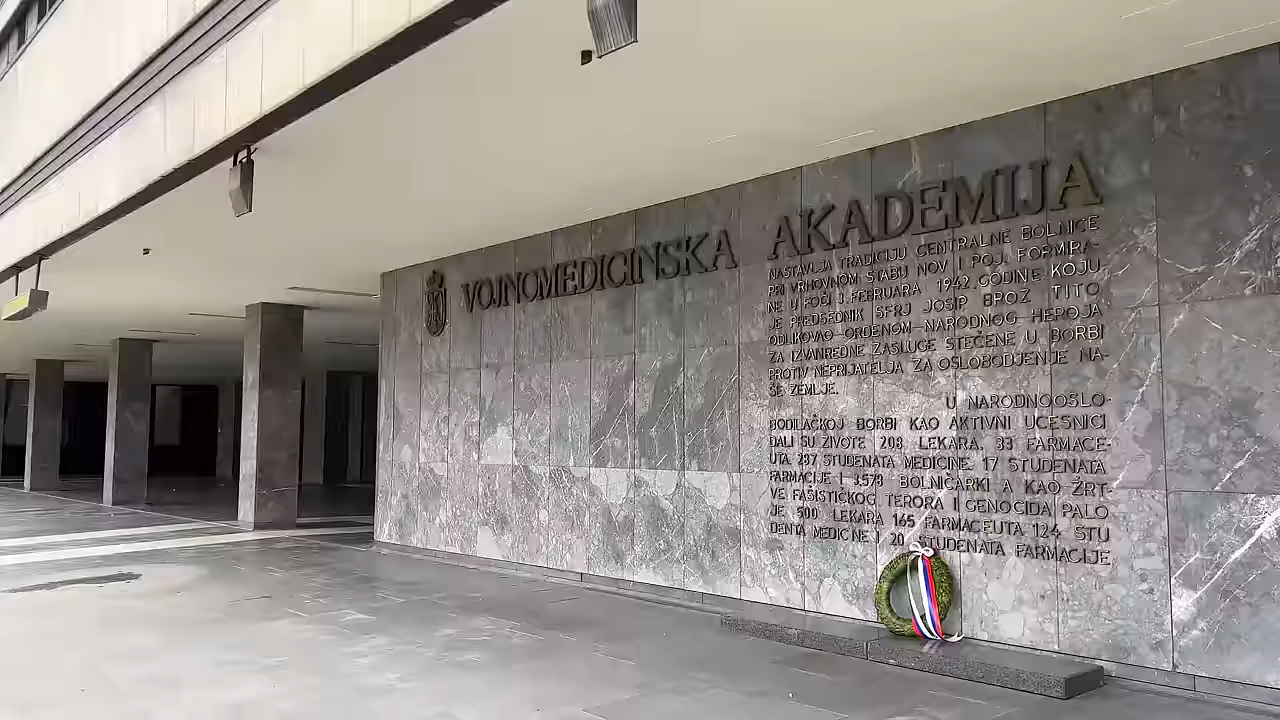 VOJNOMEDICINSKA AKADEMIJA
NASTAVLJA TRADICIJU CENTRALNE BOLNICE
PRI VRHOVNOM ŠTABU NOV I POJ. FORMIRA-
NE U FOČI 1.FEBRUARA 1942.GODINE KOJU
JE PREDSEDNIK SFRJ JOSIP BROZ TITO
ODLIKOVAO ORDENOM NARODNOG HEROJA
ZA IZVANREDNE ZASLUGE STEČENE U BORBI
PROTIV NEPRIJATELJA ZA OSLOBODJENJE NA-
ŠE ZEMLJE.
U NARODNOOSLO-
BODILAČKOJ BORBI KAO AKTIVNI UČESNICI
DALI SU ŽIVOTE 208 LEKARA, 33 FARMACE-
UTA, 237 STUDENATA MEDICINE, 17 STUDENATA
FARMACIJE I 3.573 BOLNIČARKI A KAO ŽRT-
VE FAŠISTIČKOG TERORA I GENOCIDA PALO
JE 600 LEKARA 165 FARMACEUTA 124 STU
DENTA MEDICINE I 20 STUDENATA FARMACIJE